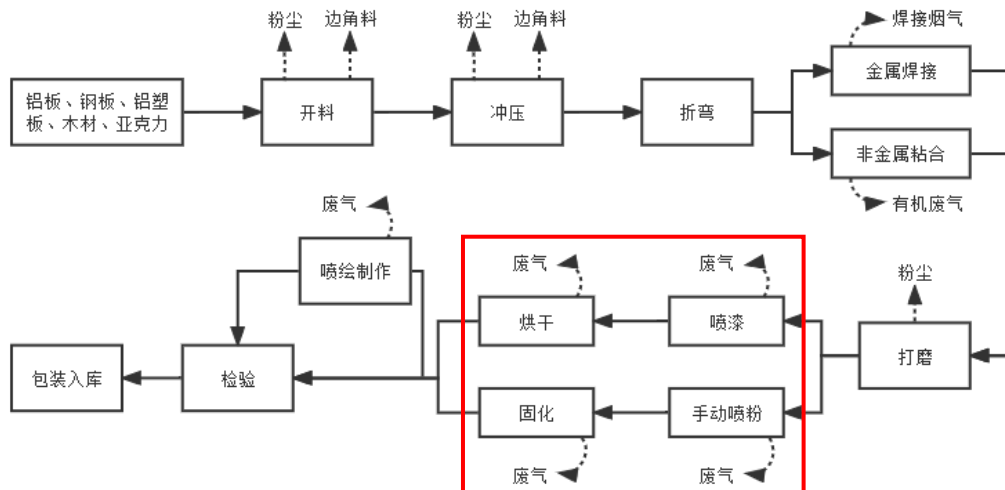 粉尘
边角料
粉尘
边角料
焊接烟气
铝板、钢板、铝塑
板、木材、亚克力
开料
冲压
折弯
金属焊接
非金属粘合
有机废气
废气
喷绘制作
废气
废气
粉尘
烘干
喷漆
打磨
包装入库
检验
固化
手动喷粉
废气
废气